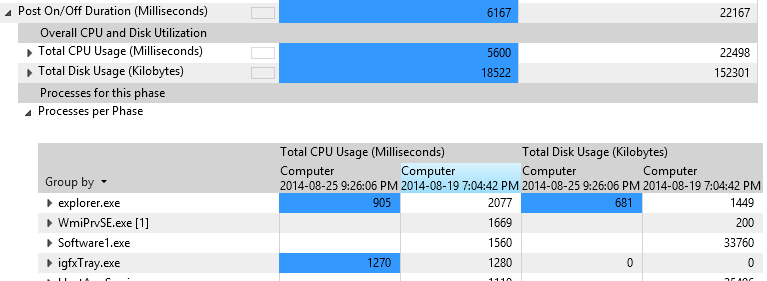 Post On/Off Duration (Milliseconds) 6167 22167
Overall CPU and Disk Utilization
Total CPU Usage (Milliseconds) 5600 22498
Total Disk Usage (Kilobytes) 18522 152301
Processes for this phase
Processes per Phase
Total CPU Usage (Milliseconds) Total Disk Usage (Kilobytes)
Computer Computer Computer Computer
Group by 2014-08-25 9:26:06 PM 2014-08-19 7:04:42 PM 2014-08-25 9:26:06 PM 2014-08-19 7:04:42 PM
explorer.exe 905 2077 681 1449
WmiPrvSE.exe [1] 1669 200
Software1.exe 1560 33760
igfxTray.exe 1270 1280 0 0